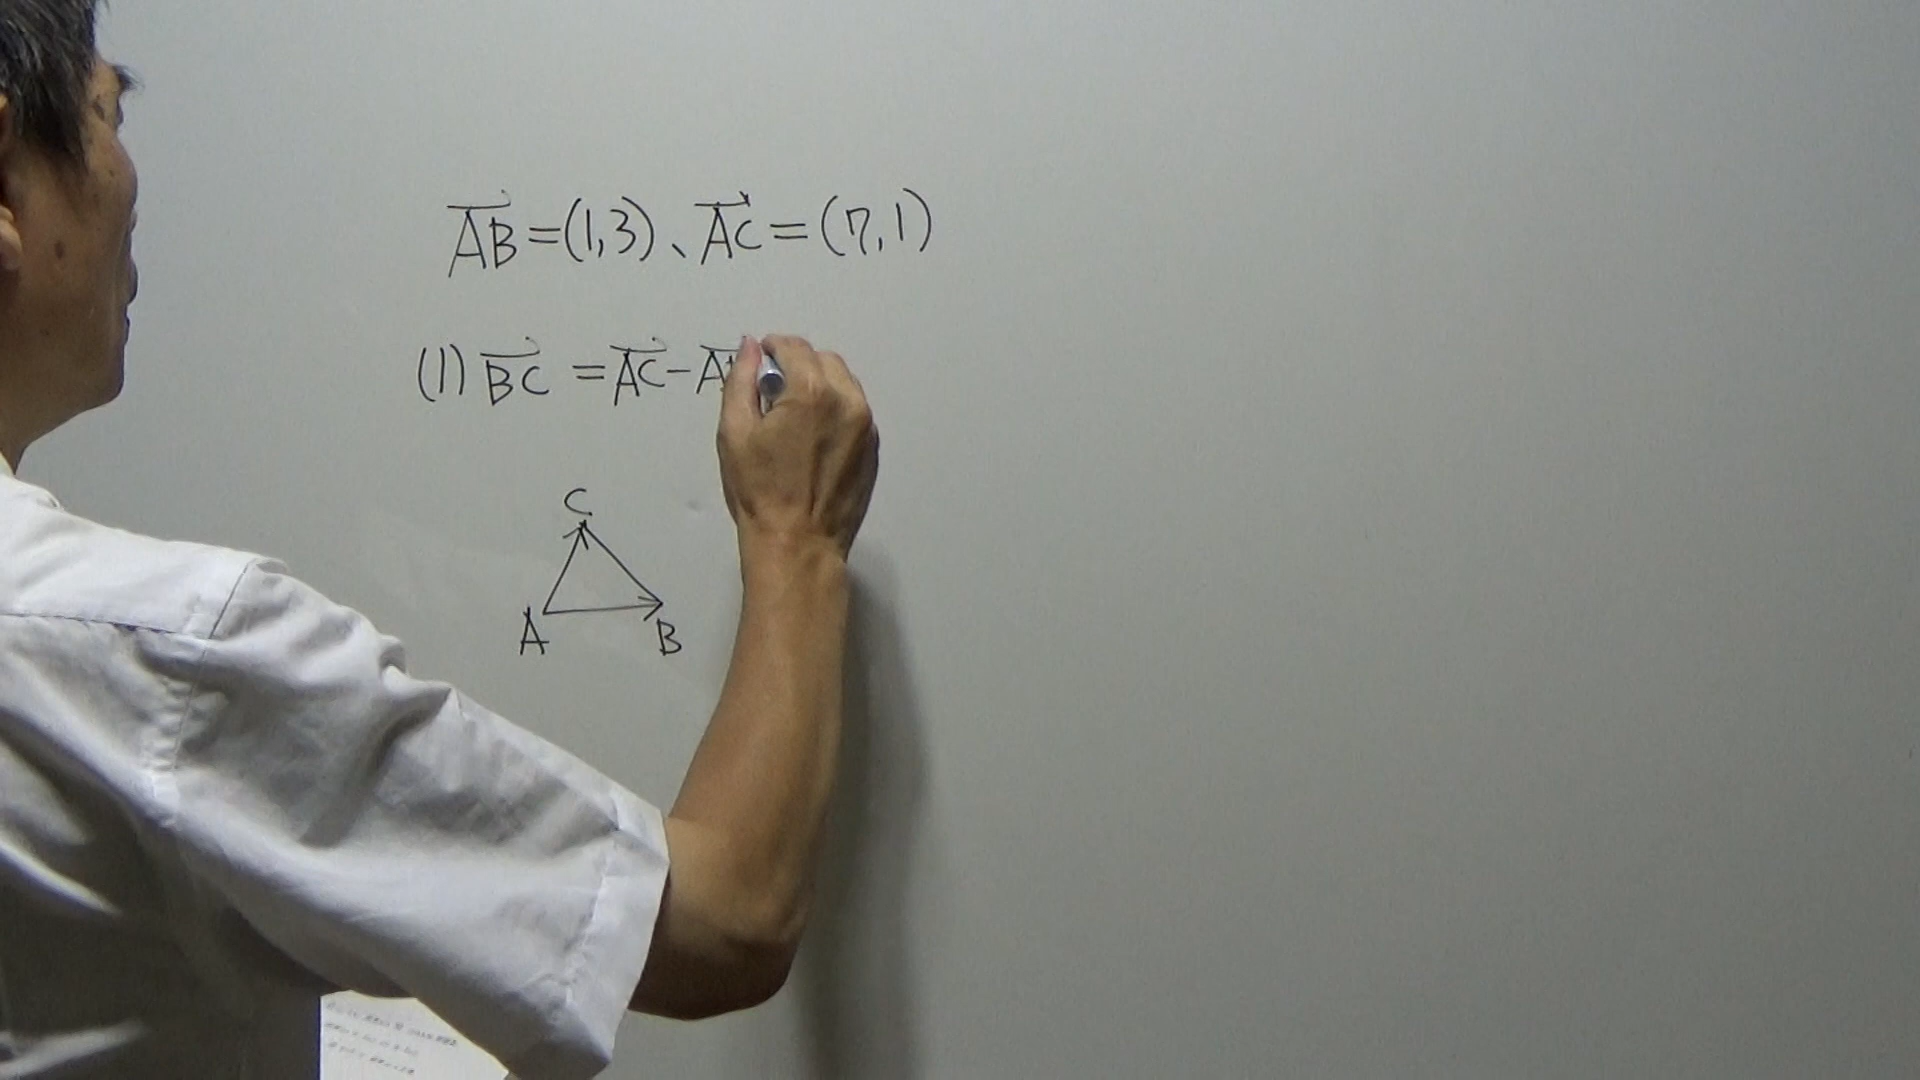 AB⃗=(1,3)、AC⃗=(7,1)
(1) BC⃗=AC⃗-A
C
A B